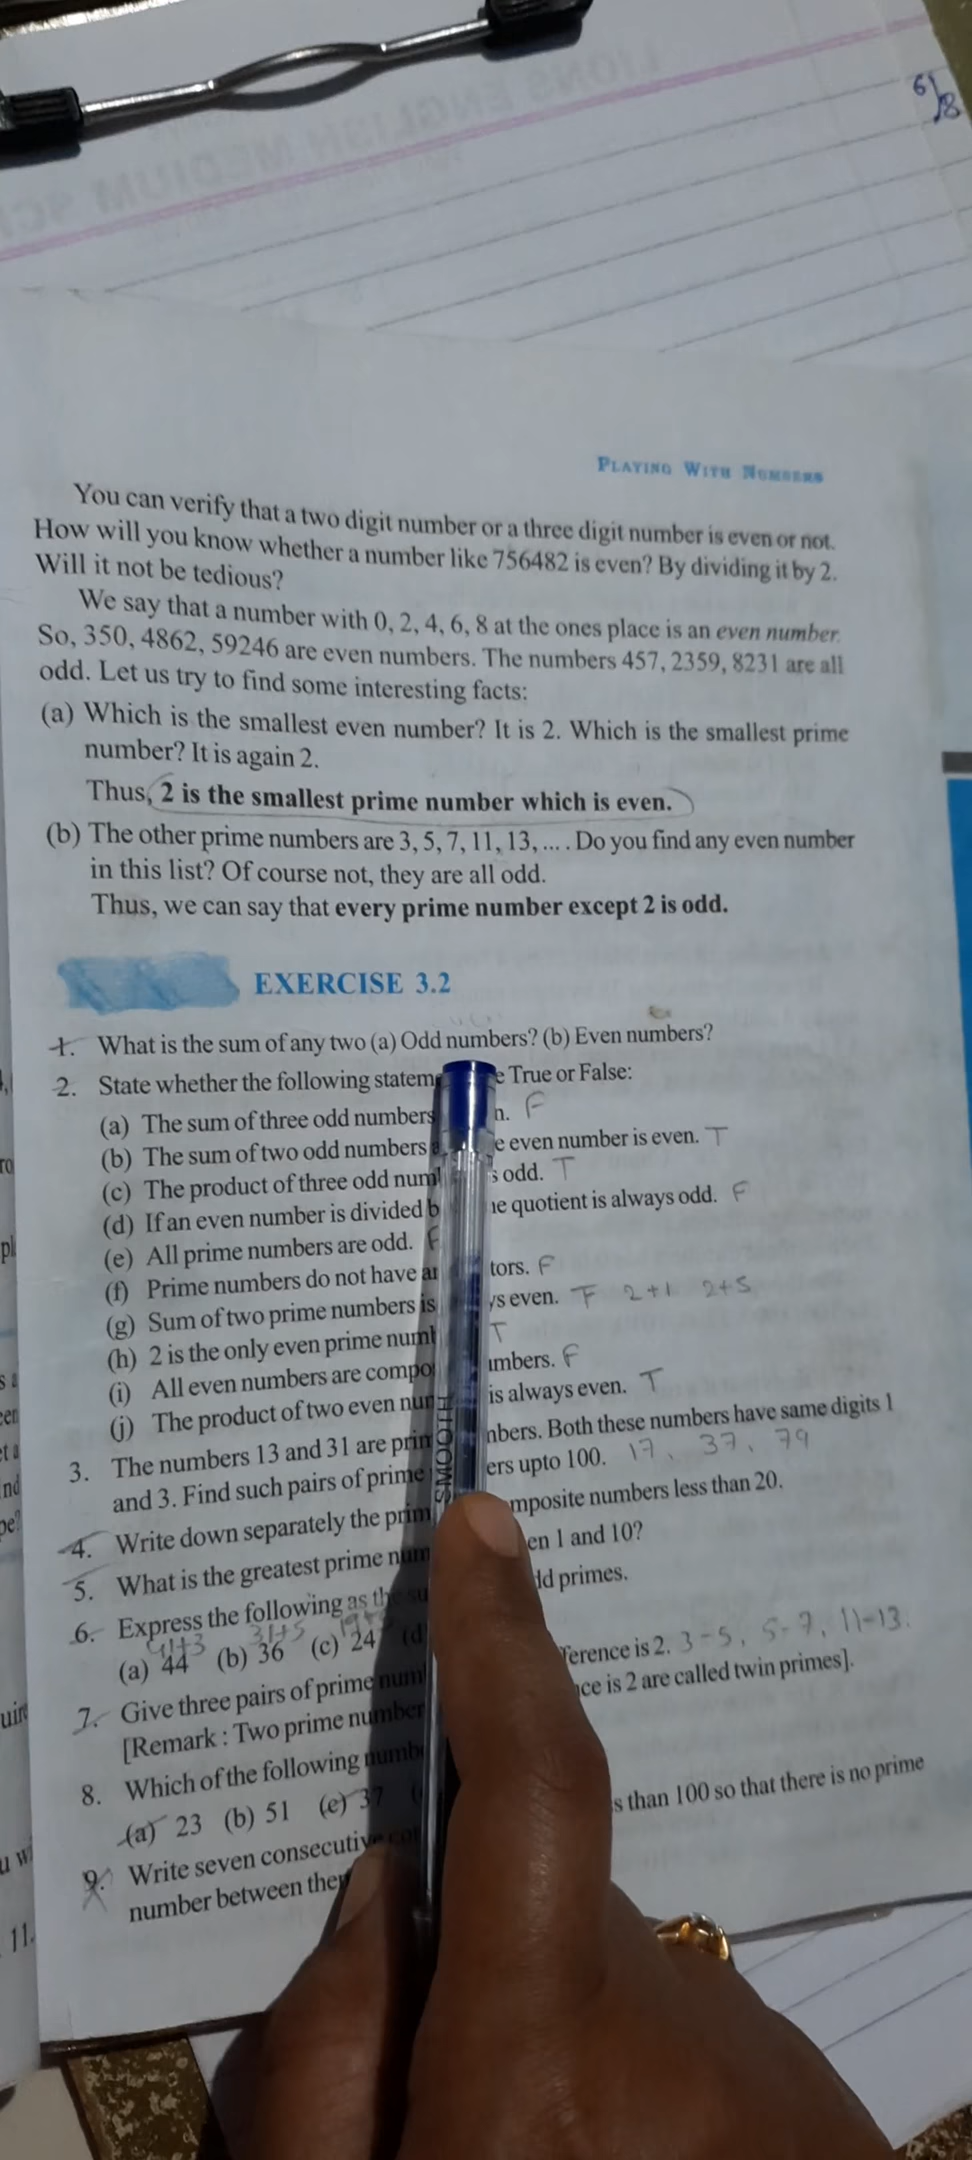 LIONS ENGLISH MEDIUM SC
6/8
PLAYING WITH NUMBERS
You can verify that a two digit number or a three digit number is even or not.
How will you know whether a number like 756482 is even? By dividing it by 2.
Will it not be tedious?
We say that a number with 0, 2, 4, 6, 8 at the ones place is an even number.
So, 350, 4862, 59246 are even numbers. The numbers 457, 2359, 8231 are all
odd. Let us try to find some interesting facts:
(a) Which is the smallest even number? It is 2. Which is the smallest prime
number? It is again 2.
Thus, 2 is the smallest prime number which is even.
(b) The other prime numbers are 3, 5, 7, 11, 13, ... . Do you find any even number
in this list? Of course not, they are all odd.
Thus, we can say that every prime number except 2 is odd.
EXERCISE 3.2
1. What is the sum of any two (a) Odd numbers? (b) Even numbers?
2. State whether the following statem e True or False:
(a) The sum of three odd numbers n. F
(b) The sum of two odd numbers e even number is even. T
(c) The product of three odd num s odd. T
(d) If an even number is divided b e quotient is always odd. F
(e) All prime numbers are odd. F
(f) Prime numbers do not have tors. F
(g) Sum of two prime numbers is ys even. F 2+1 2+5
(h) 2 is the only even prime num T
(i) All even numbers are compo umbers. F
(j) The product of two even num is always even. T
3. The numbers 13 and 31 are prim nbers. Both these numbers have same digits 1
and 3. Find such pairs of prime ers upto 100. 17, 37, 79
4. Write down separately the prim mposite numbers less than 20.
5. What is the greatest prime num en 1 and 10?
6. Express the following as the su dd primes.
41+3 31+5
(a) 44 (b) 36 (c) 24 (d
7. Give three pairs of prime num ference is 2. 3-5, 5-7, 11-13.
[Remark : Two prime number nce is 2 are called twin primes].
8. Which of the following numb
(a) 23 (b) 51 (c) 37
9. Write seven consecutive co s than 100 so that there is no prime
number between the
SMOOTH
11.